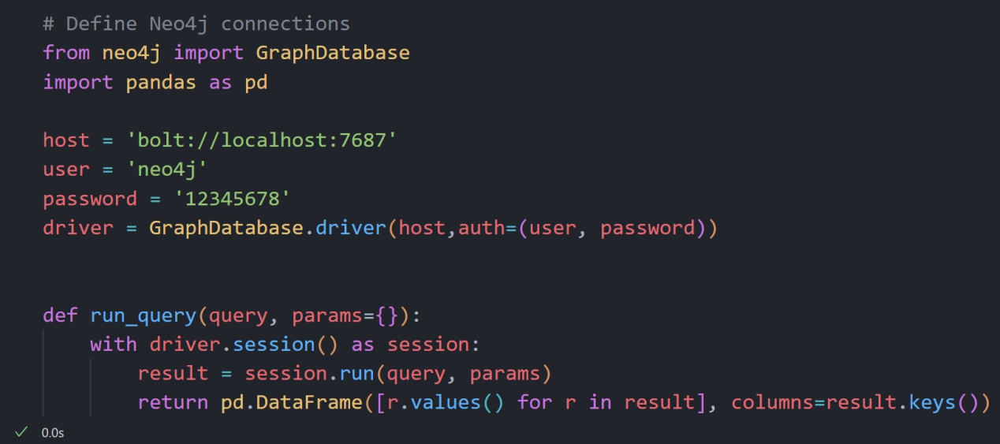 # Define Neo4j connections
from neo4j import GraphDatabase
import pandas as pd
host = 'bolt://localhost:7687'
user = 'neo4j'
password = '12345678'
driver = GraphDatabase.driver(host,auth=(user, password))
def run_query(query, params={}):
    with driver.session() as session:
        result = session.run(query, params)
        return pd.DataFrame([r.values() for r in result], columns=result.keys())
✓ 0.0s